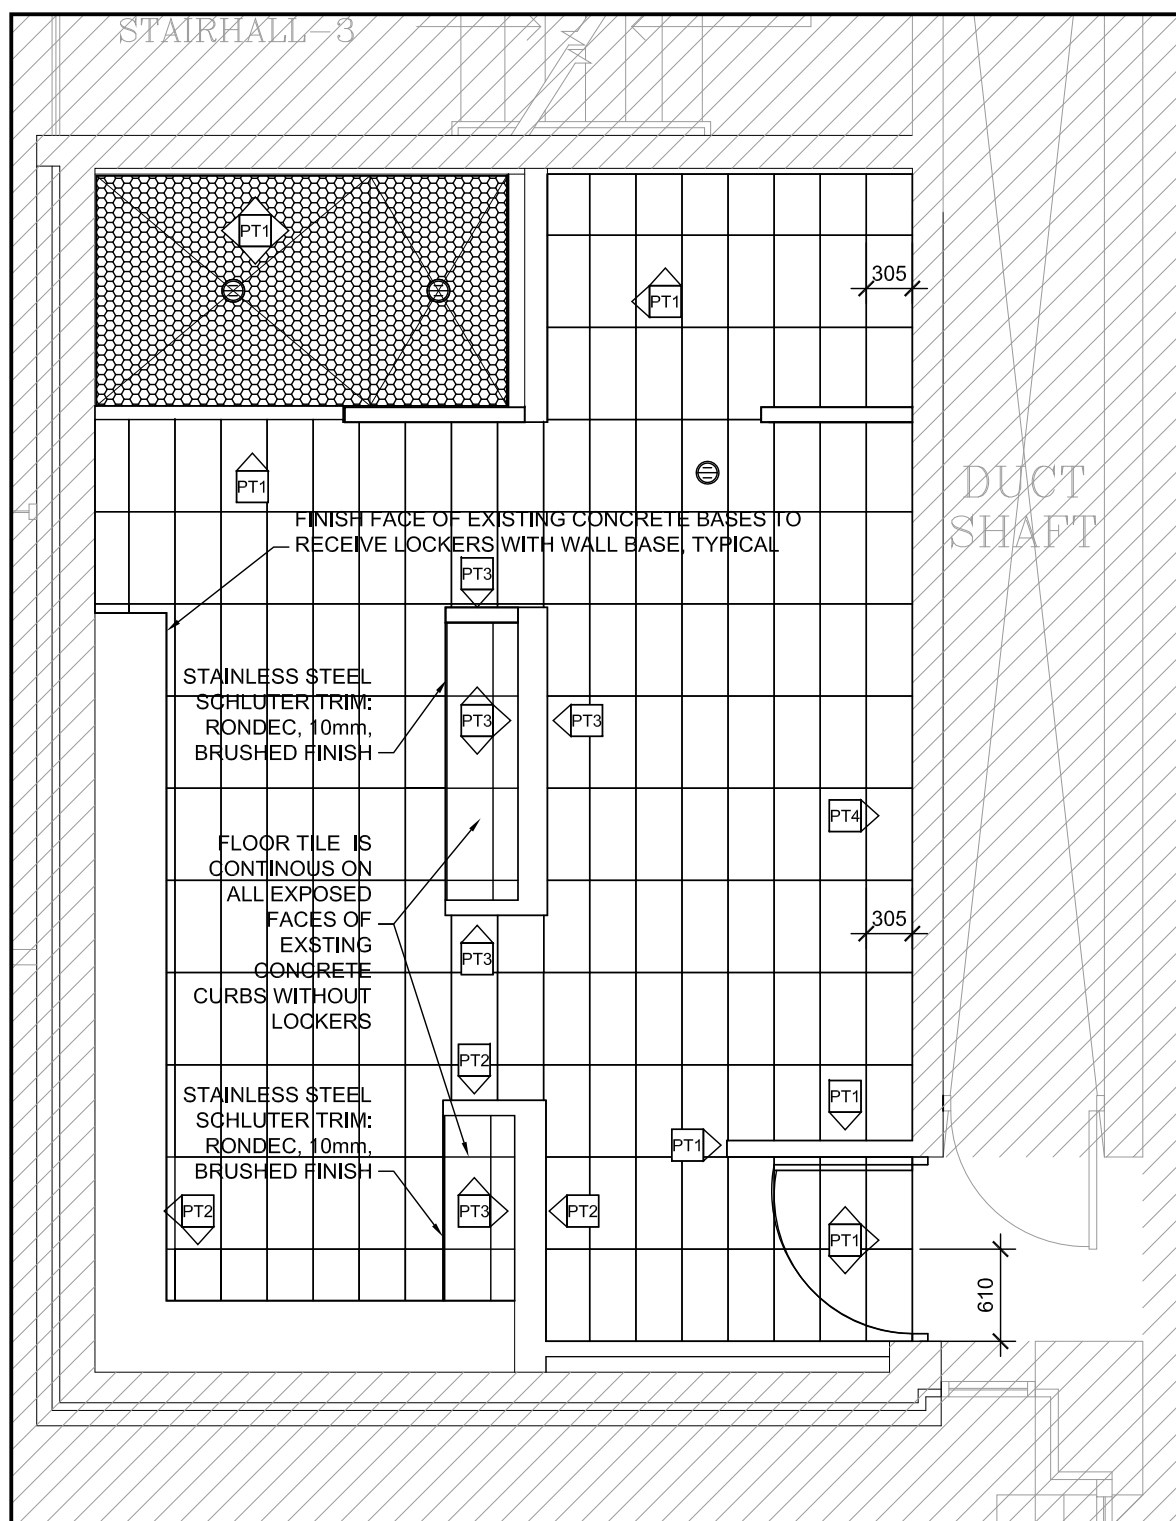 STAIRHALL-3
PT1
305
PT1
DUCT
SHAFT
PT1
FINISH FACE OF EXISTING CONCRETE BASES TO
RECEIVE LOCKERS WITH WALL BASE, TYPICAL
PT3
STAINLESS STEEL
SCHLUTER TRIM:
RONDEC, 10mm,
BRUSHED FINISH
PT3
PT3
PT4
FLOOR TILE IS
CONTINOUS ON
ALL EXPOSED
FACES OF
EXSTING
CONCRETE
CURBS WITHOUT
LOCKERS
305
PT3
PT2
STAINLESS STEEL
SCHLUTER TRIM:
RONDEC, 10mm,
BRUSHED FINISH
PT1
PT1
PT2
PT3
PT2
PT1
610